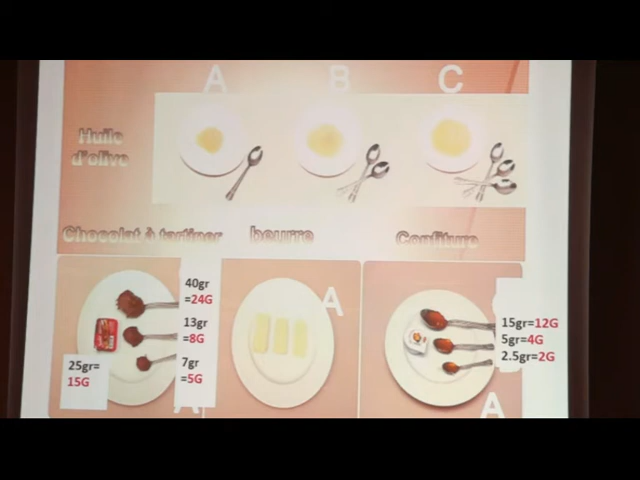 A B C
Huile
d'olive
Chocolat à tartiner beurre Confiture
40gr
=24G
13gr
=8G
7gr
=5G
25gr=
15G
A
A
15gr=12G
5gr=4G
2.5gr=2G
A